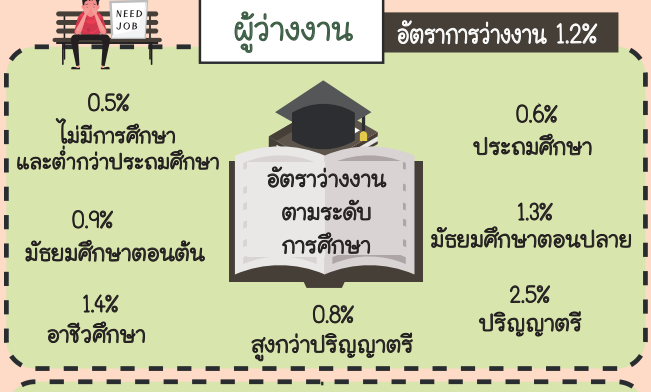 NEED
JOB
ผู้ว่างงาน
อัตราการว่างงาน 1.2%
0.5%
ไม่มีการศึกษา
และต่ำกว่าประถมศึกษา
0.6%
ประถมศึกษา
อัตราว่างงาน
ตามระดับ
การศึกษา
0.9%
มัธยมศึกษาตอนต้น
1.3%
มัธยมศึกษาตอนปลาย
1.4%
อาชีวศึกษา
0.8%
สูงกว่าปริญญาตรี
2.5%
ปริญญาตรี